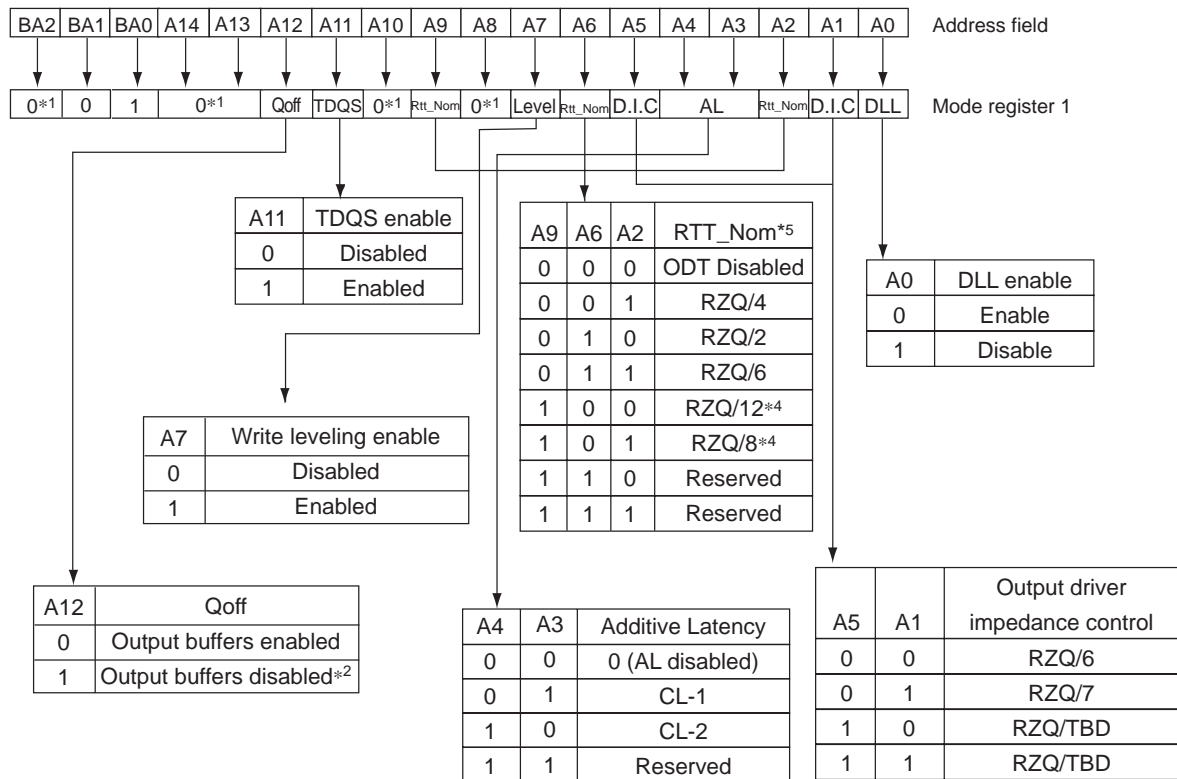 BA2 BA1 BA0 A14 A13 A12 A11 A10 A9 A8 A7 A6 A5 A4 A3 A2 A1 A0 Address field
0*1 0 1 0*1 Qoff TDQS 0*1 Rtt_Nom 0*1 Level Rtt_Nom D.I.C AL Rtt_Nom D.I.C DLL Mode register 1
A11 TDQS enable
0 Disabled
1 Enabled
A9 A6 A2 RTT_Nom*5
0 0 0 ODT Disabled
0 0 1 RZQ/4
0 1 0 RZQ/2
0 1 1 RZQ/6
1 0 0 RZQ/12*4
1 0 1 RZQ/8*4
1 1 0 Reserved
1 1 1 Reserved
A0 DLL enable
0 Enable
1 Disable
A7 Write leveling enable
0 Disabled
1 Enabled
A12 Qoff
0 Output buffers enabled
1 Output buffers disabled*2
A4 A3 Additive Latency
0 0 0 (AL disabled)
0 1 CL-1
1 0 CL-2
1 1 Reserved
Output driver
A5 A1 impedance control
0 0 RZQ/6
0 1 RZQ/7
1 0 RZQ/TBD
1 1 RZQ/TBD